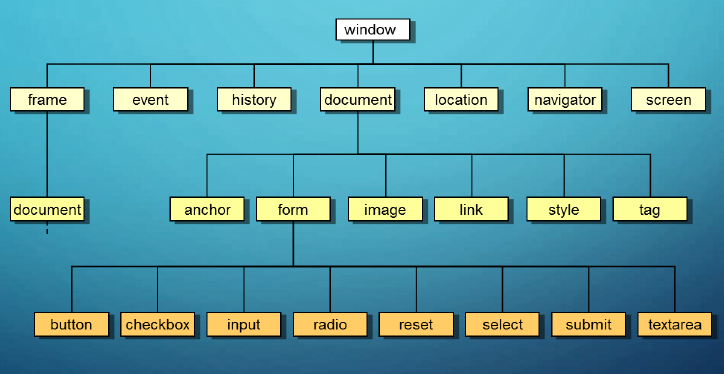 window
frame
event
history
document
location
navigator
screen
document
anchor
form
image
link
style
tag
button
checkbox
input
radio
reset
select
submit
textarea